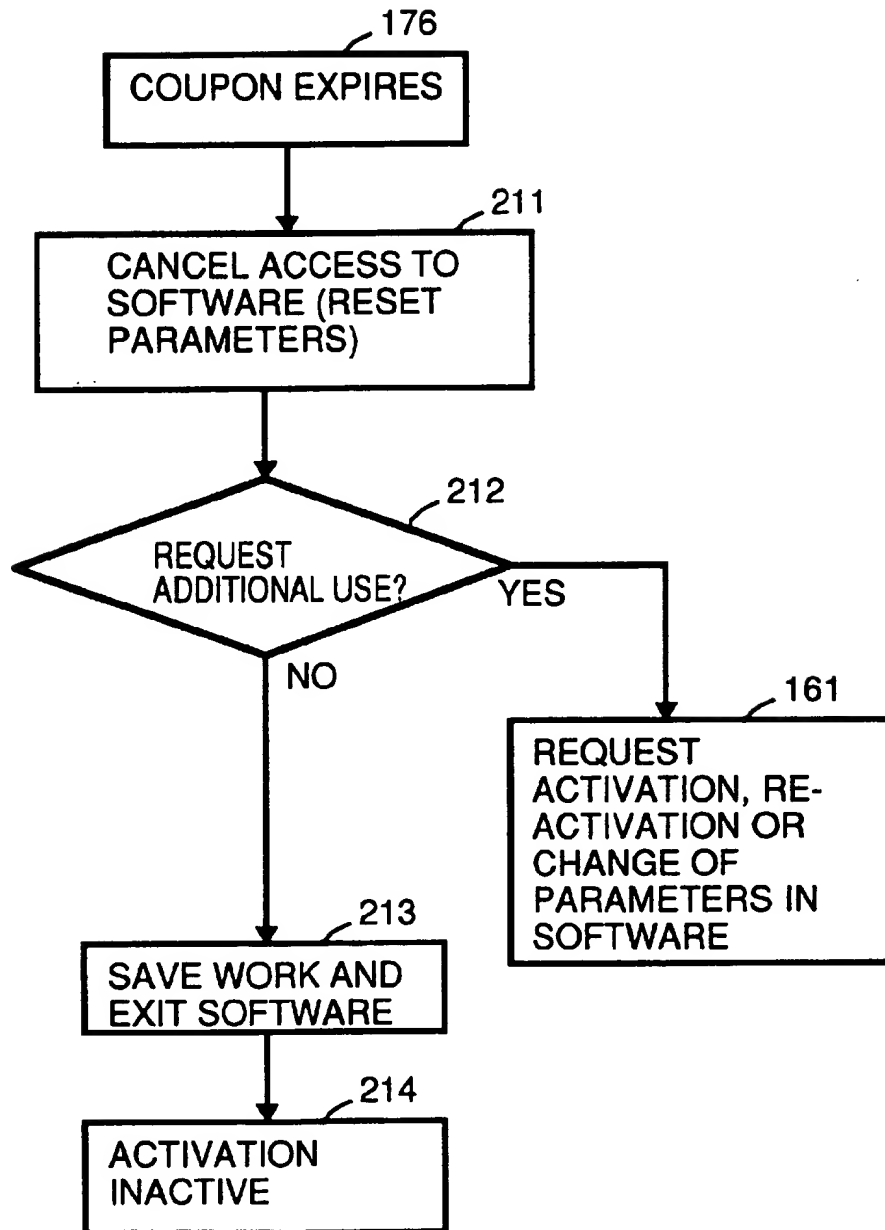 176
COUPON EXPIRES
211
CANCEL ACCESS TO
SOFTWARE (RESET
PARAMETERS)
212
REQUEST
ADDITIONAL USE?
YES
NO
161
REQUEST
ACTIVATION, RE-
ACTIVATION OR
CHANGE OF
PARAMETERS IN
SOFTWARE
213
SAVE WORK AND
EXIT SOFTWARE
214
ACTIVATION
INACTIVE